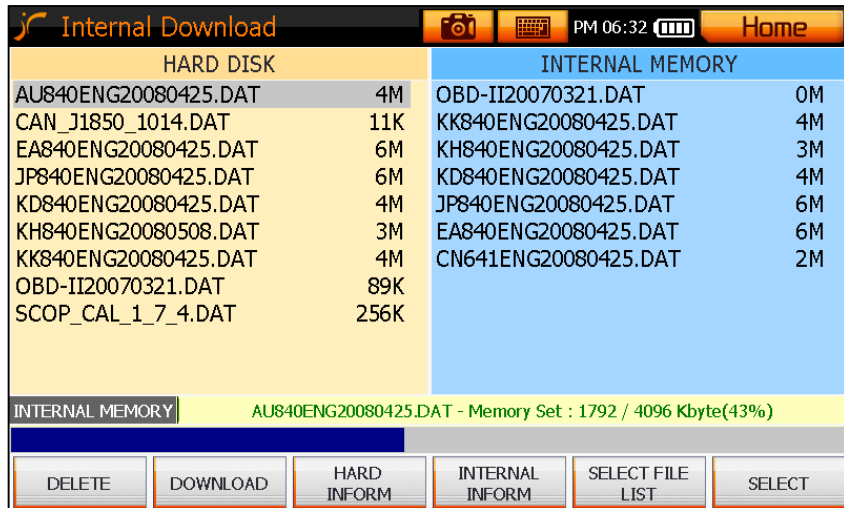 Internal Download PM 06:32 Home
HARD DISK
AU840ENG20080425.DAT 4M
CAN_J1850_1014.DAT 11K
EA840ENG20080425.DAT 6M
JP840ENG20080425.DAT 6M
KD840ENG20080425.DAT 4M
KH840ENG20080508.DAT 3M
KK840ENG20080425.DAT 4M
OBD-II20070321.DAT 89K
SCOP_CAL_1_7_4.DAT 256K
INTERNAL MEMORY
OBD-II20070321.DAT 0M
KK840ENG20080425.DAT 4M
KH840ENG20080425.DAT 3M
KD840ENG20080425.DAT 4M
JP840ENG20080425.DAT 6M
EA840ENG20080425.DAT 6M
CN641ENG20080425.DAT 2M
INTERNAL MEMORY AU840ENG20080425.DAT - Memory Set : 1792 / 4096 Kbyte(43%)
DELETE
DOWNLOAD
HARD
INFORM
INTERNAL
INFORM
SELECT FILE
LIST
SELECT